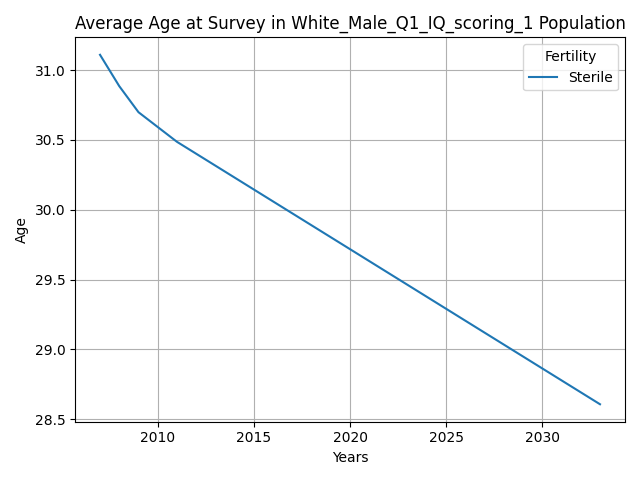 Average Age at Survey in White_Male_Q1_IQ_scoring_1 Population
Fertility
Sterile
31.0
30.5
30.0
29.5
29.0
28.5
Age
2010 2015 2020 2025 2030
Years